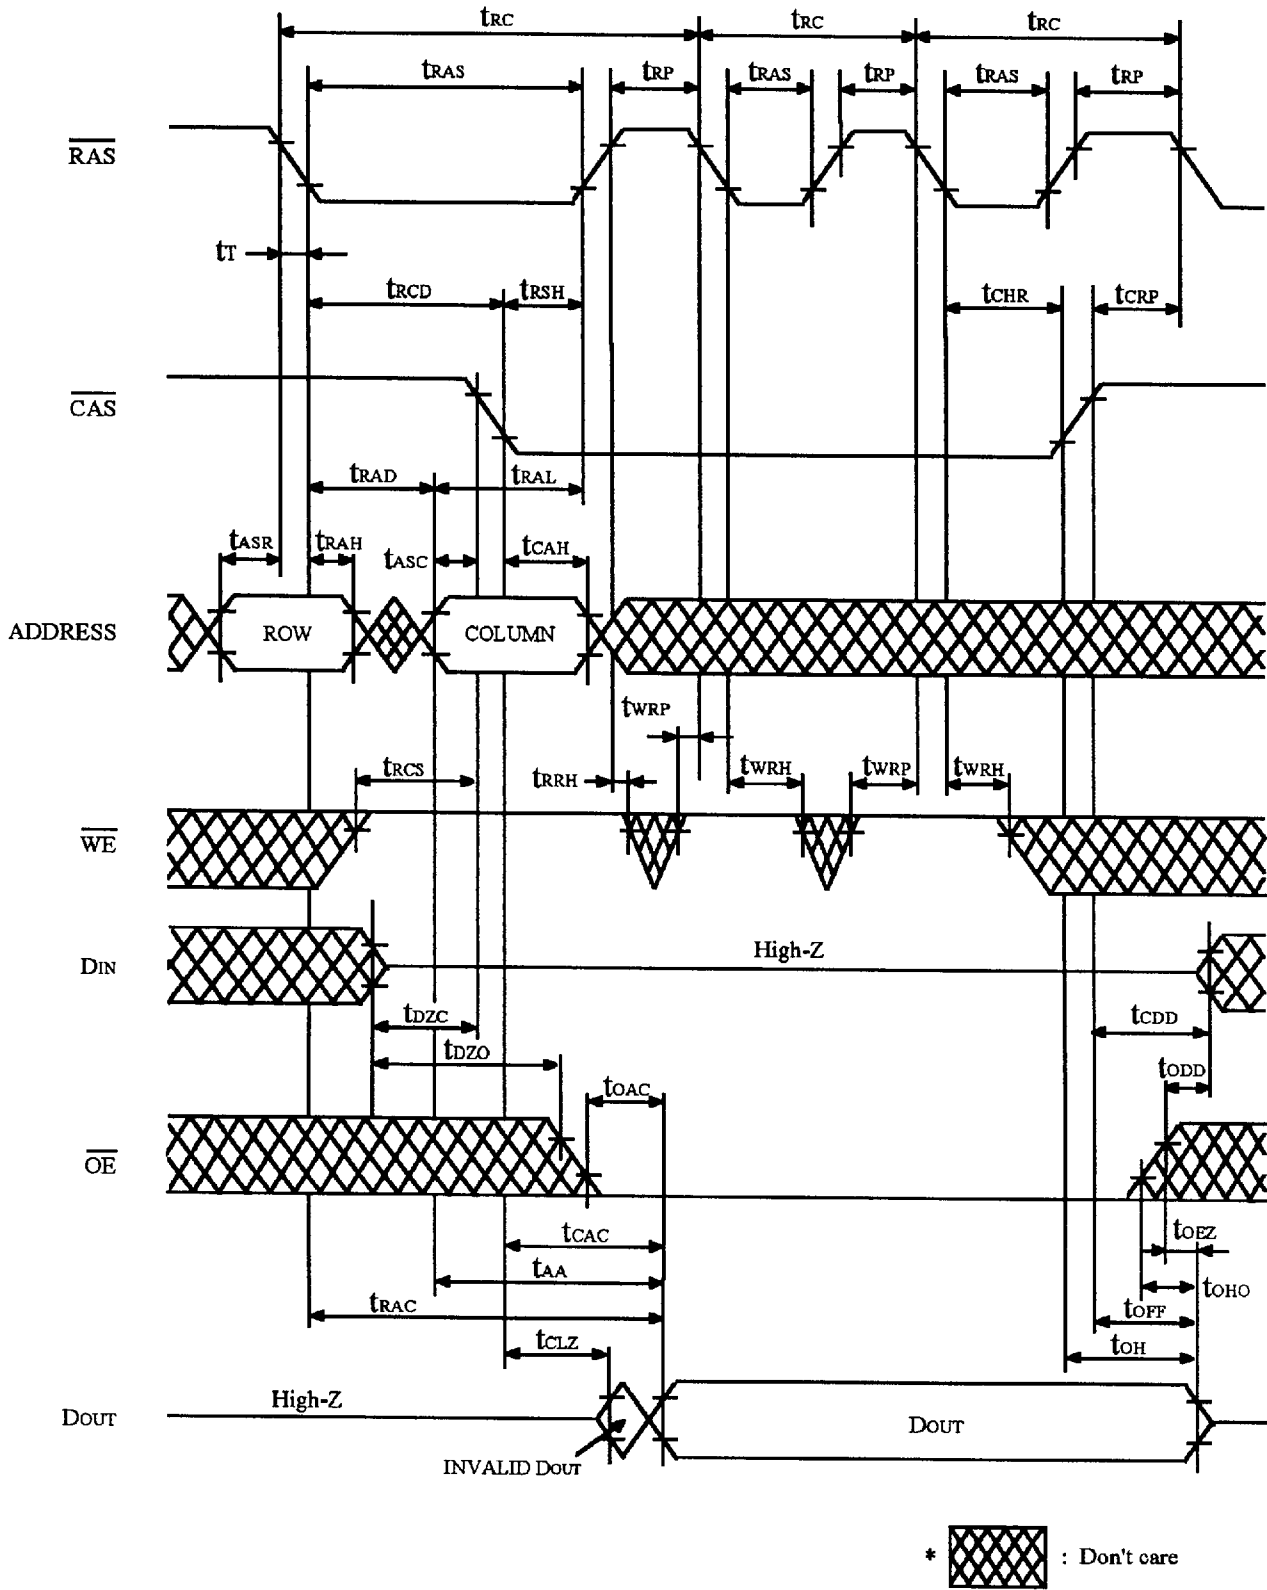 tRC tRC tRC
tRAS tRP tRAS tRP tRAS tRP
RAS
tT
tRCD tRSH tCHR tCRP
CAS
tRAD tRAL
tASR tRAH tASC tCAH
ADDRESS ROW COLUMN
tWRP
tRCS tRRH tWRH tWRP tWRH
WE
DIN High-Z
tDZC tCDD
tDZO tODD
tOAC
OE
tCAC tOEZ
tAA tOHO
tRAC tOFF
tCLZ tOH
High-Z
DOUT DOUT
INVALID DOUT
* : Don't care